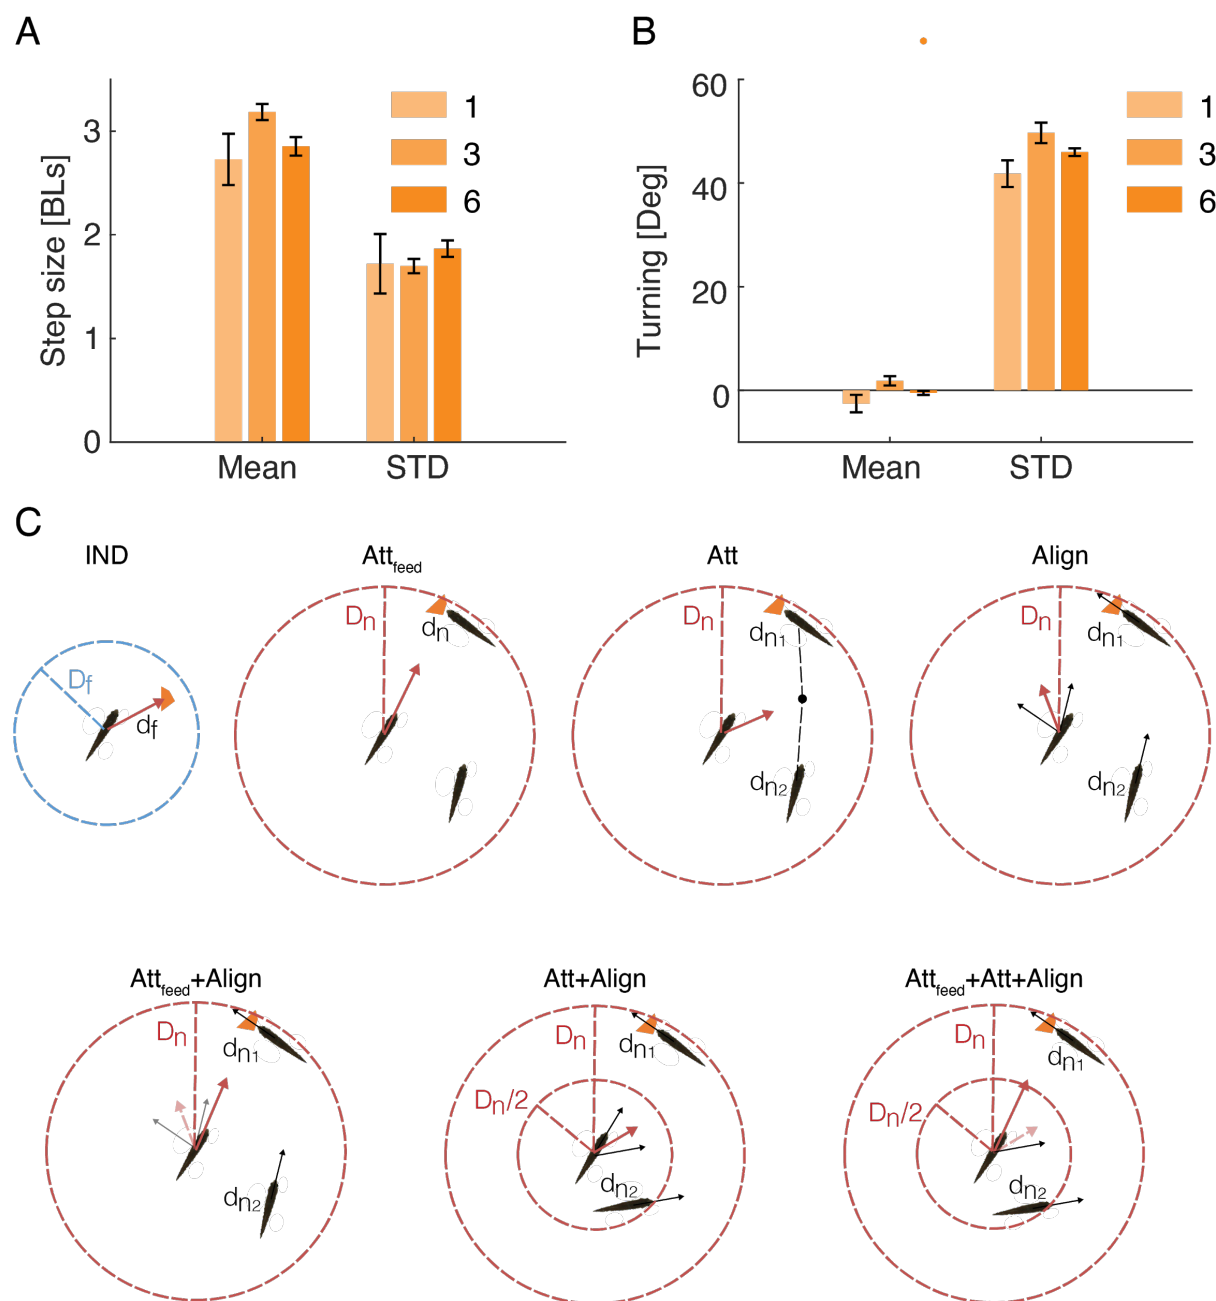 A
Step size [BLs]
3
2
1
0
Mean STD
1
3
6
B
Turning [Deg]
60
40
20
0
Mean STD
1
3
6
C
IND
Df
df
Attfeed
Dn
dn
Att
Dn
dn1
dn2
Align
Dn
dn1
dn2
Attfeed+Align
Dn
dn1
dn2
Att+Align
Dn
dn1
Dn/2
dn2
Attfeed+Att+Align
Dn
dn1
Dn/2
dn2